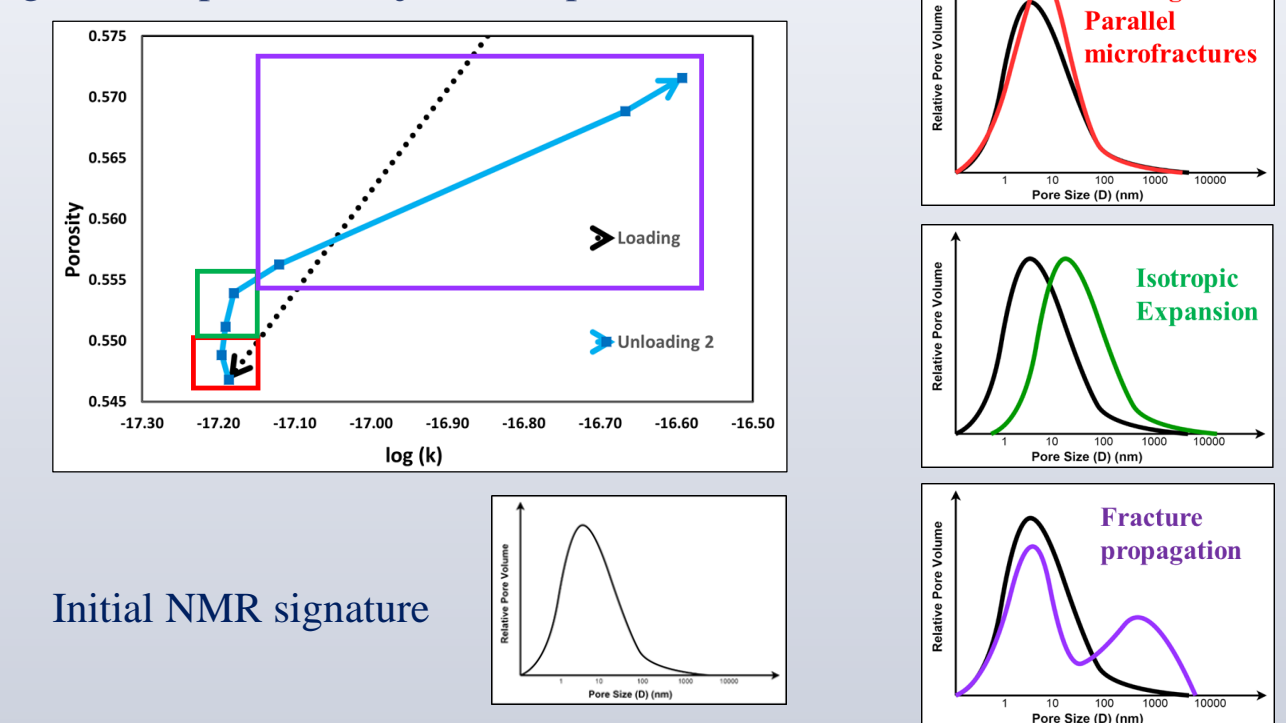 0.575
0.570
0.565
0.560
0.555
0.550
0.545
Porosity
-17.30 -17.20 -17.10 -17.00 -16.90 -16.80 -16.70 -16.60 -16.50
log (k)
Loading
Unloading 2
Initial NMR signature
Relative Pore Volume
1 10 100 1000 10000
Pore Size (D) (nm)
Parallel
microfractures
Relative Pore Volume
1 10 100 1000 10000
Pore Size (D) (nm)
Isotropic
Expansion
Relative Pore Volume
1 10 100 1000 10000
Pore Size (D) (nm)
Fracture
propagation
Relative Pore Volume
1 10 100 1000 10000
Pore Size (D) (nm)